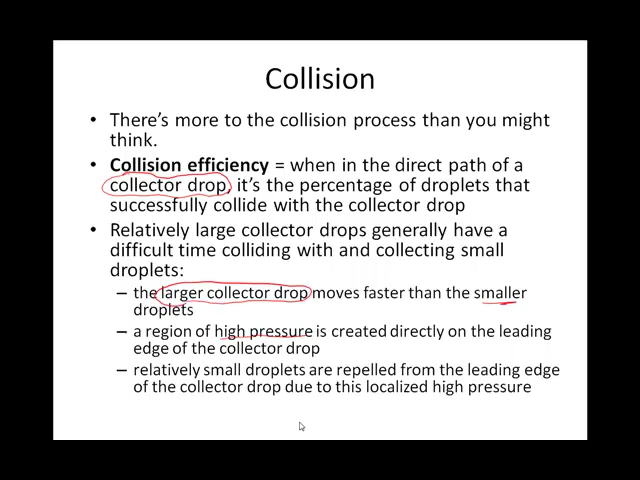 Collision
• There's more to the collision process than you might
think.
• Collision efficiency = when in the direct path of a
collector drop, it's the percentage of droplets that
successfully collide with the collector drop
• Relatively large collector drops generally have a
difficult time colliding with and collecting small
droplets:
– the larger collector drop moves faster than the smaller
droplets
– a region of high pressure is created directly on the leading
edge of the collector drop
– relatively small droplets are repelled from the leading edge
of the collector drop due to this localized high pressure